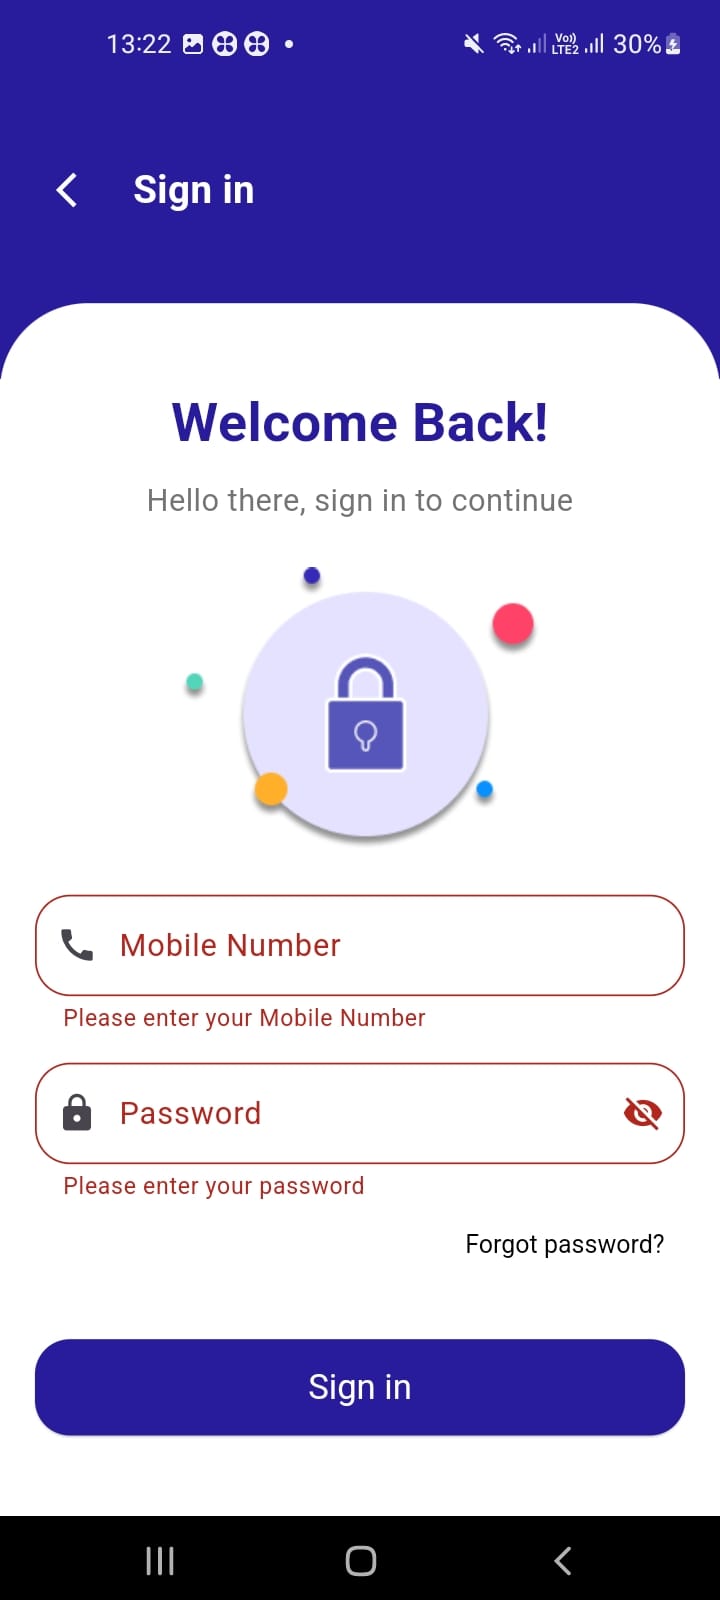 13:22
Vo)) LTE2
30%
Sign in
Welcome Back!
Hello there, sign in to continue
Mobile Number
Please enter your Mobile Number
Password
Please enter your password
Forgot password?
Sign in